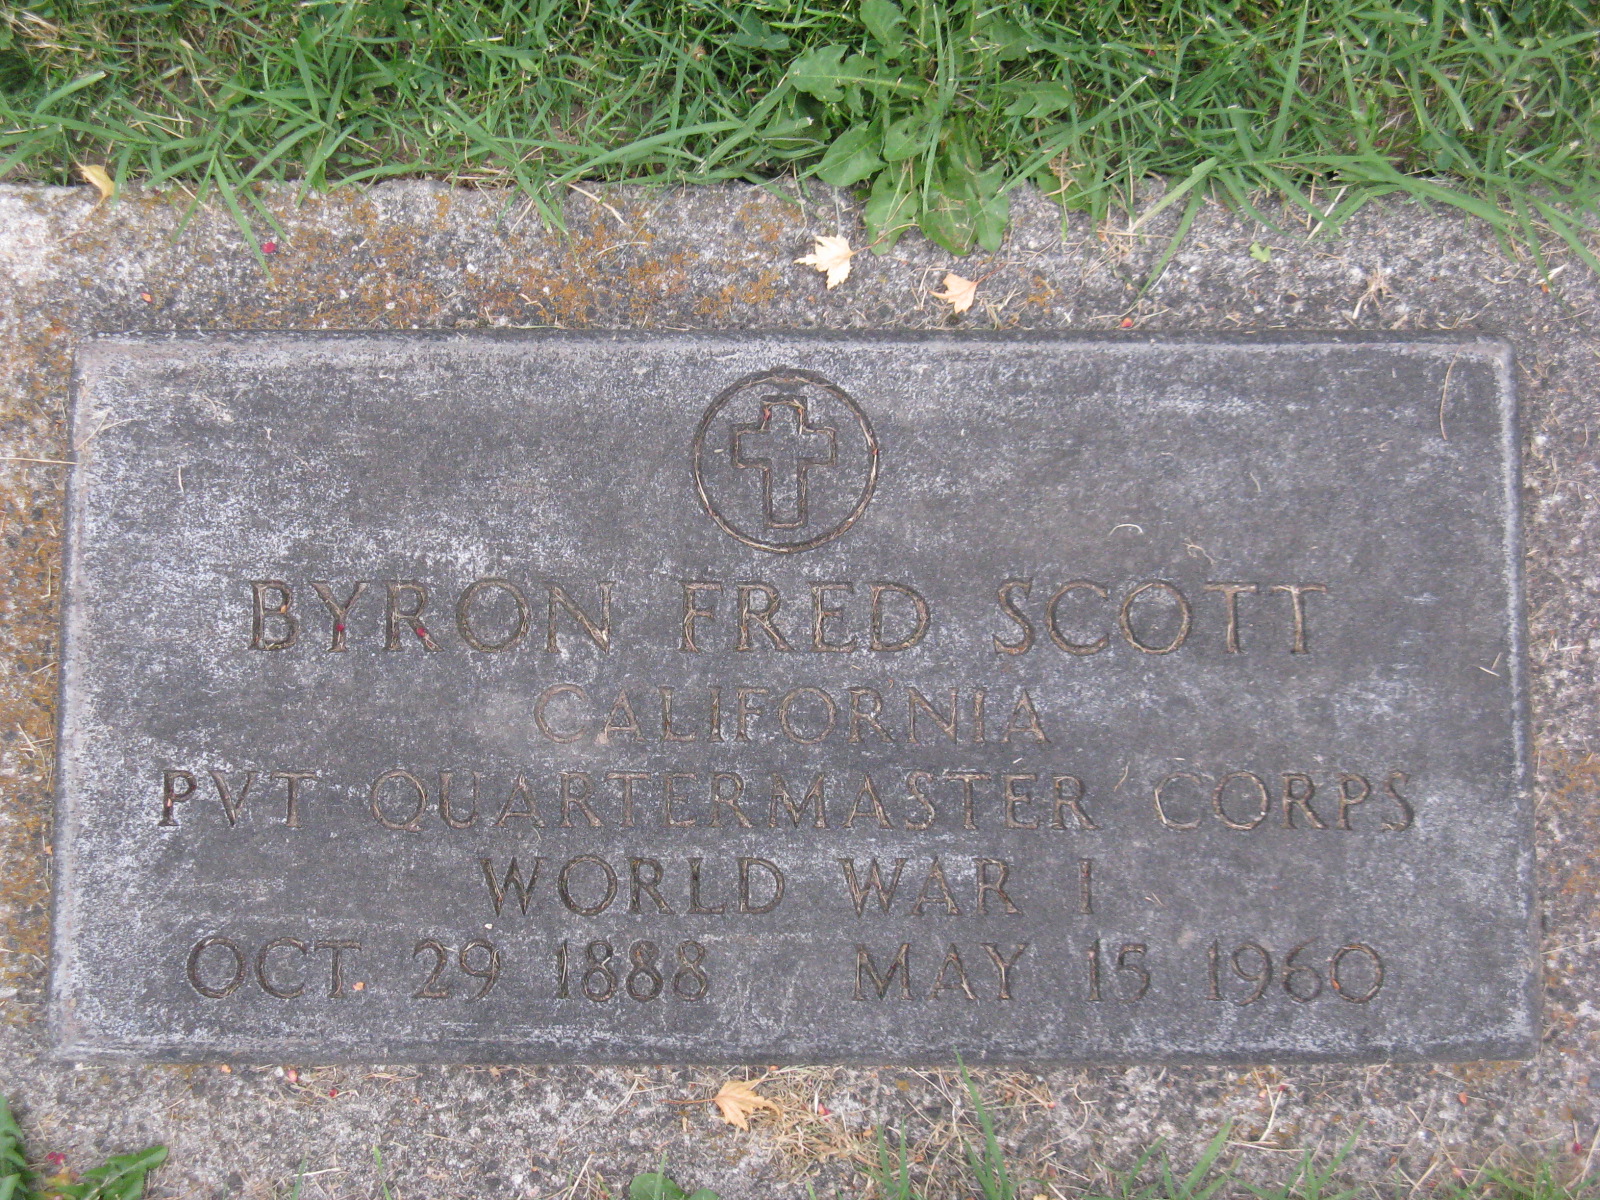 BYRON FRED SCOTT
CALIFORNIA
PVT QUARTERMASTER CORPS
WORLD WAR I
OCT 29 1888 MAY 15 1960